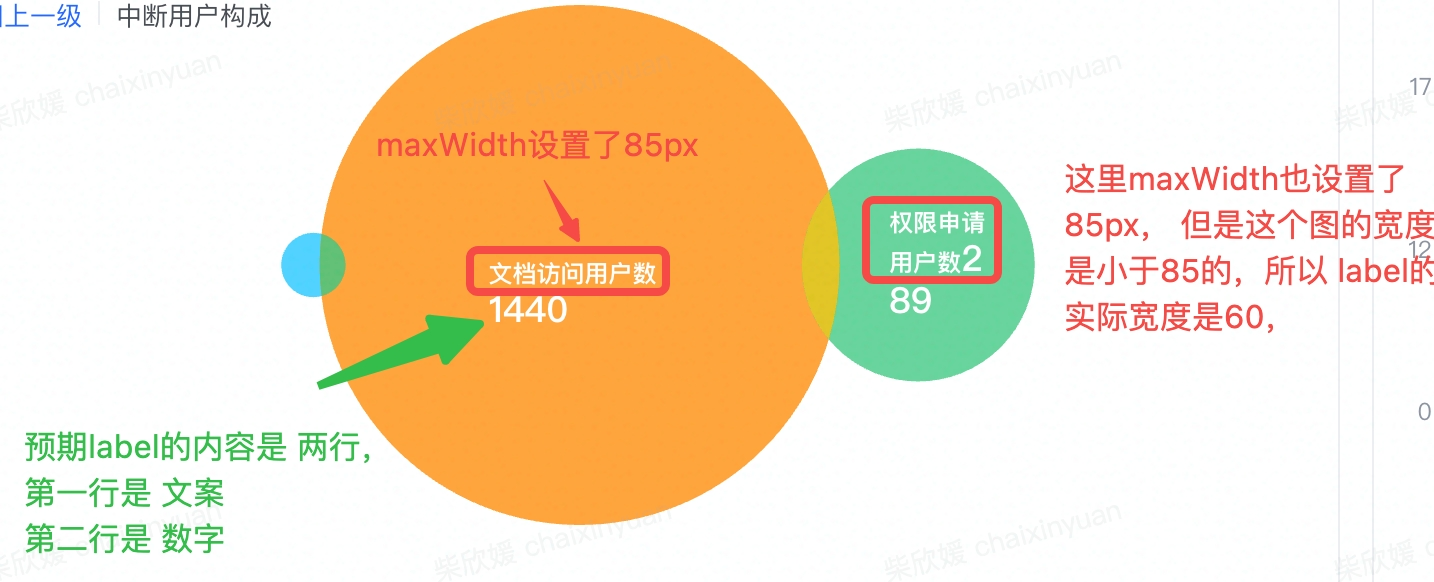 上一级
中断用户构成
柴欣媛 chaixinyuan
chaixinyuan
柴欣媛 chaixinyuan
柴欣媛
17
maxWidth设置了85px
这里maxWidth也设置了
85px， 但是这个图的宽度
是小于85的，所以 label的
实际宽度是60，
12
权限申请
用户数2
89
文档访问用户数
1440
0
预期label的内容是 两行，
第一行是 文案
第二行是 数字
柴欣媛 chaixinyuan
柴欣媛 chaixinyuan
柴欣媛